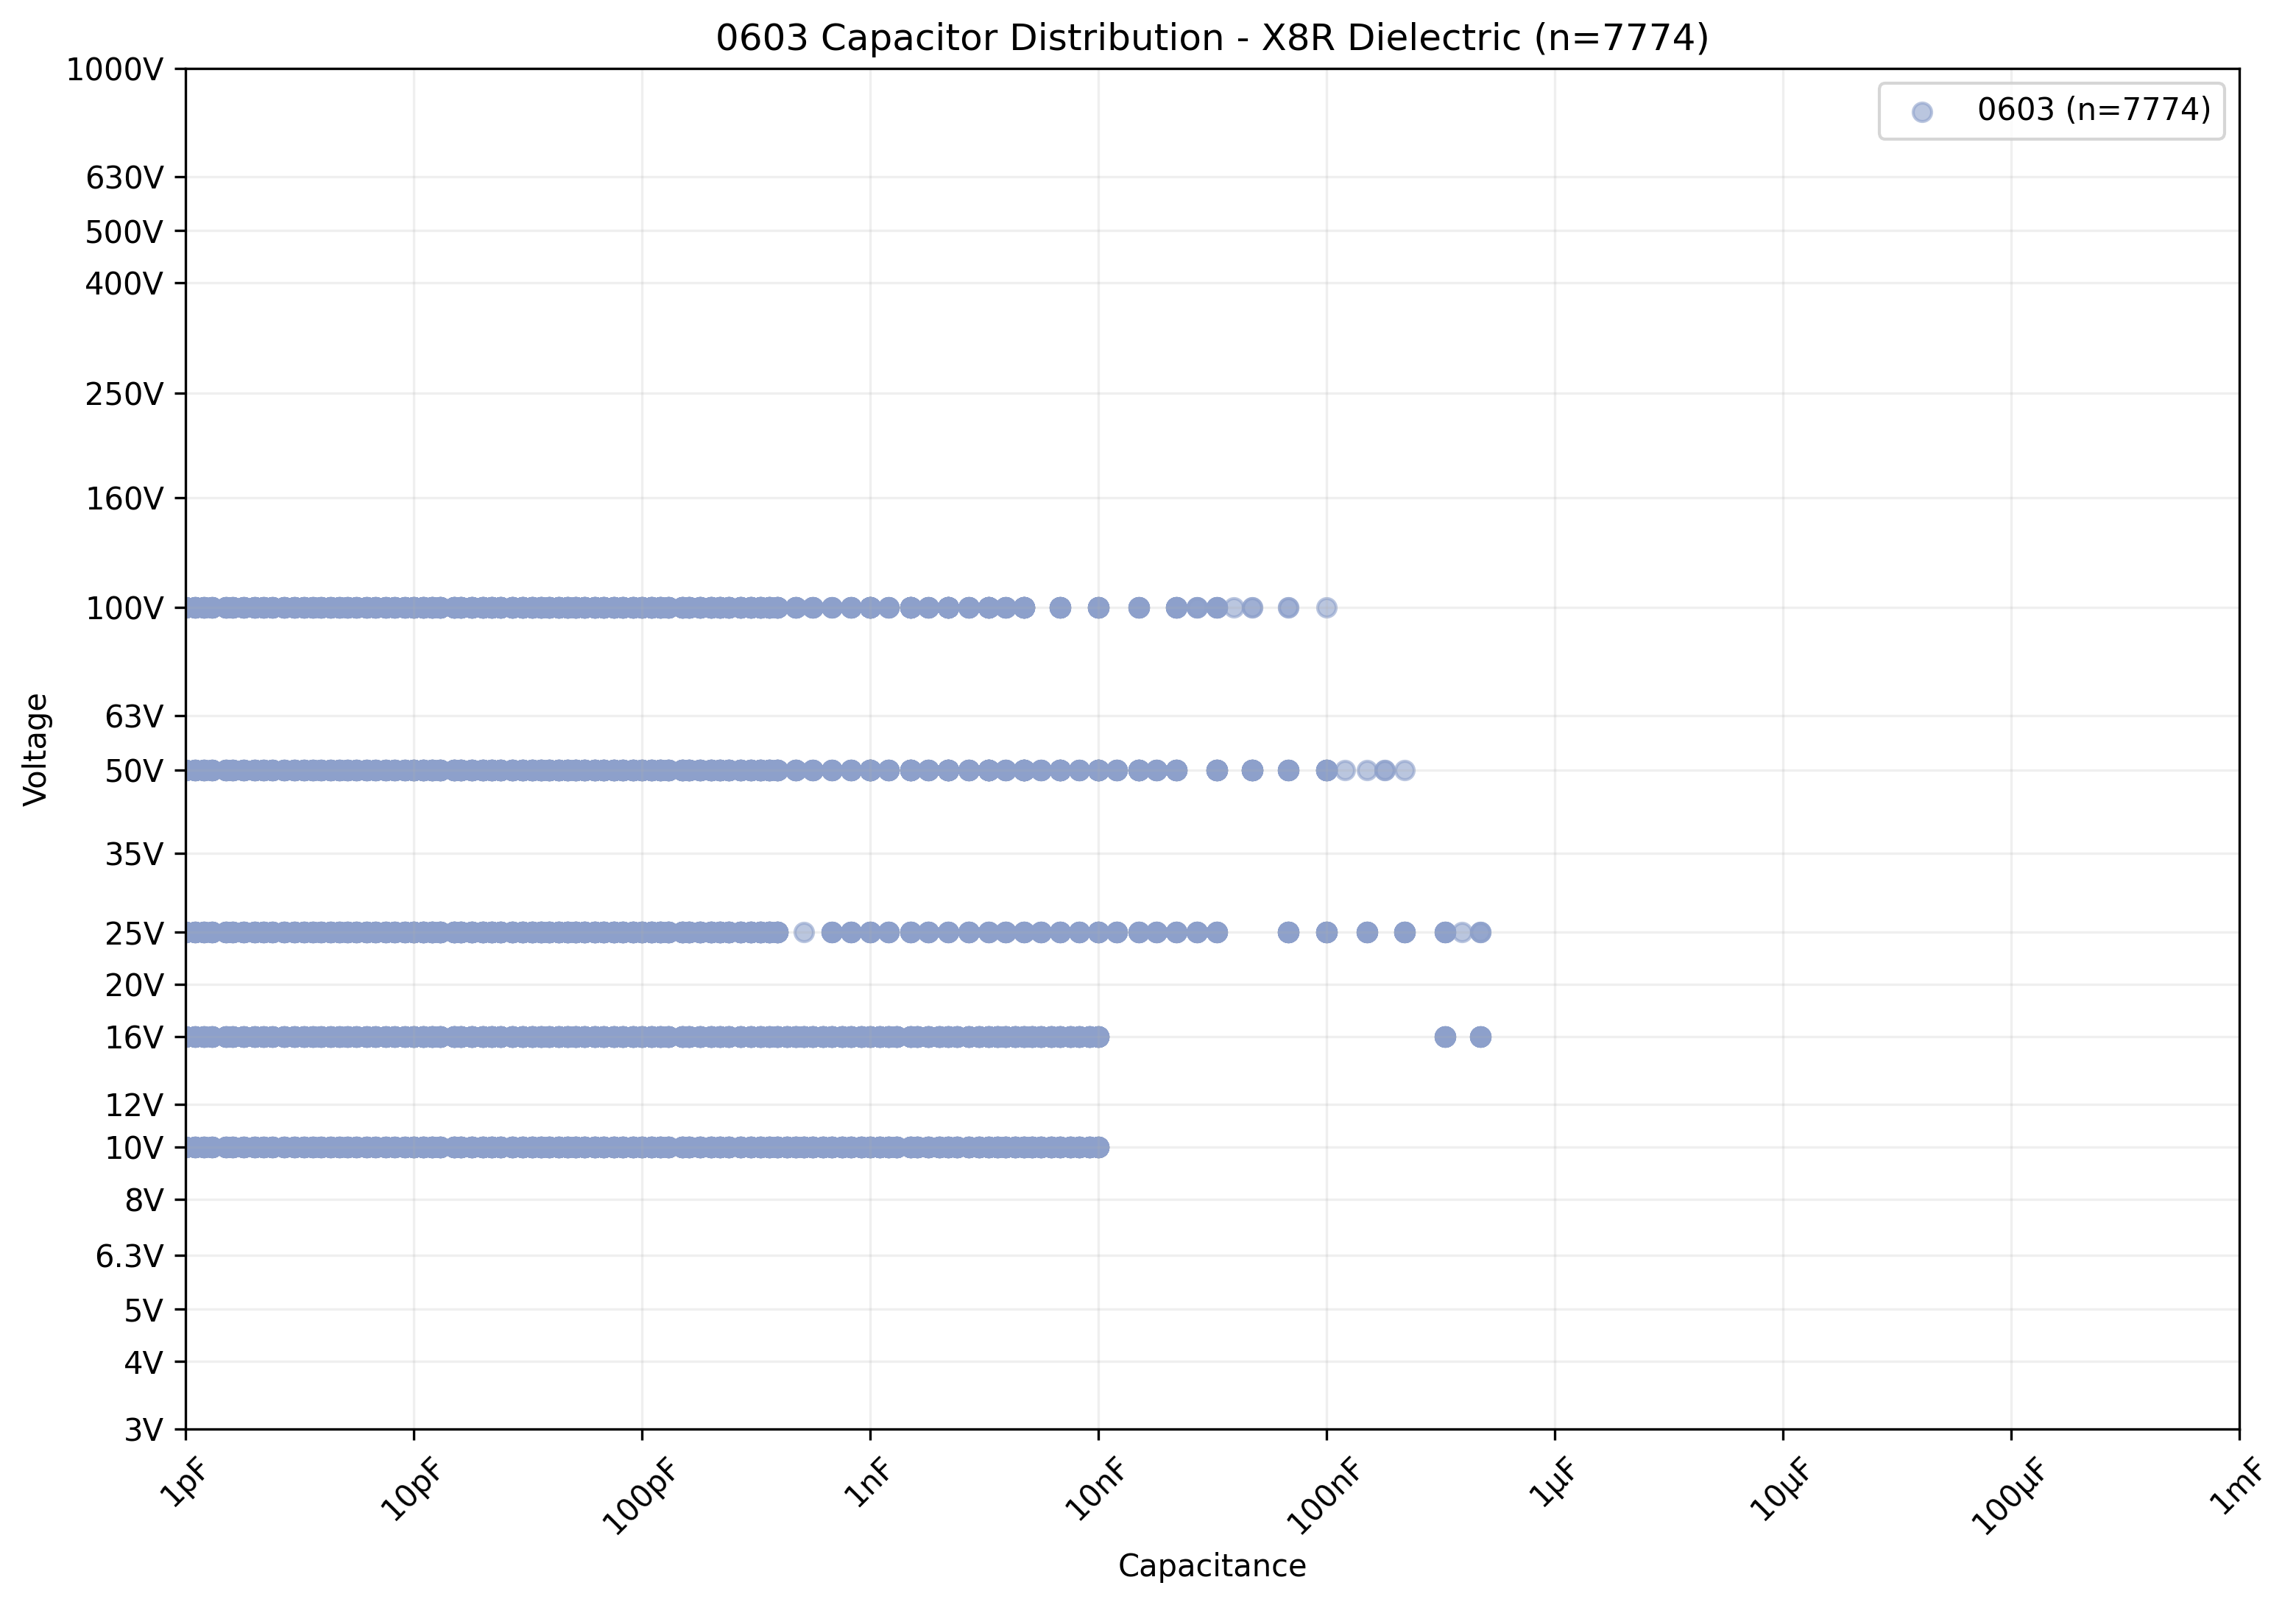 0603 Capacitor Distribution - X8R Dielectric (n=7774)
0603 (n=7774)
Voltage
1000V
630V
500V
400V
250V
160V
100V
63V
50V
35V
25V
20V
16V
12V
10V
8V
6.3V
5V
4V
3V
1pF
10pF
100pF
1nF
10nF
100nF
1μF
10μF
100μF
1mF
Capacitance